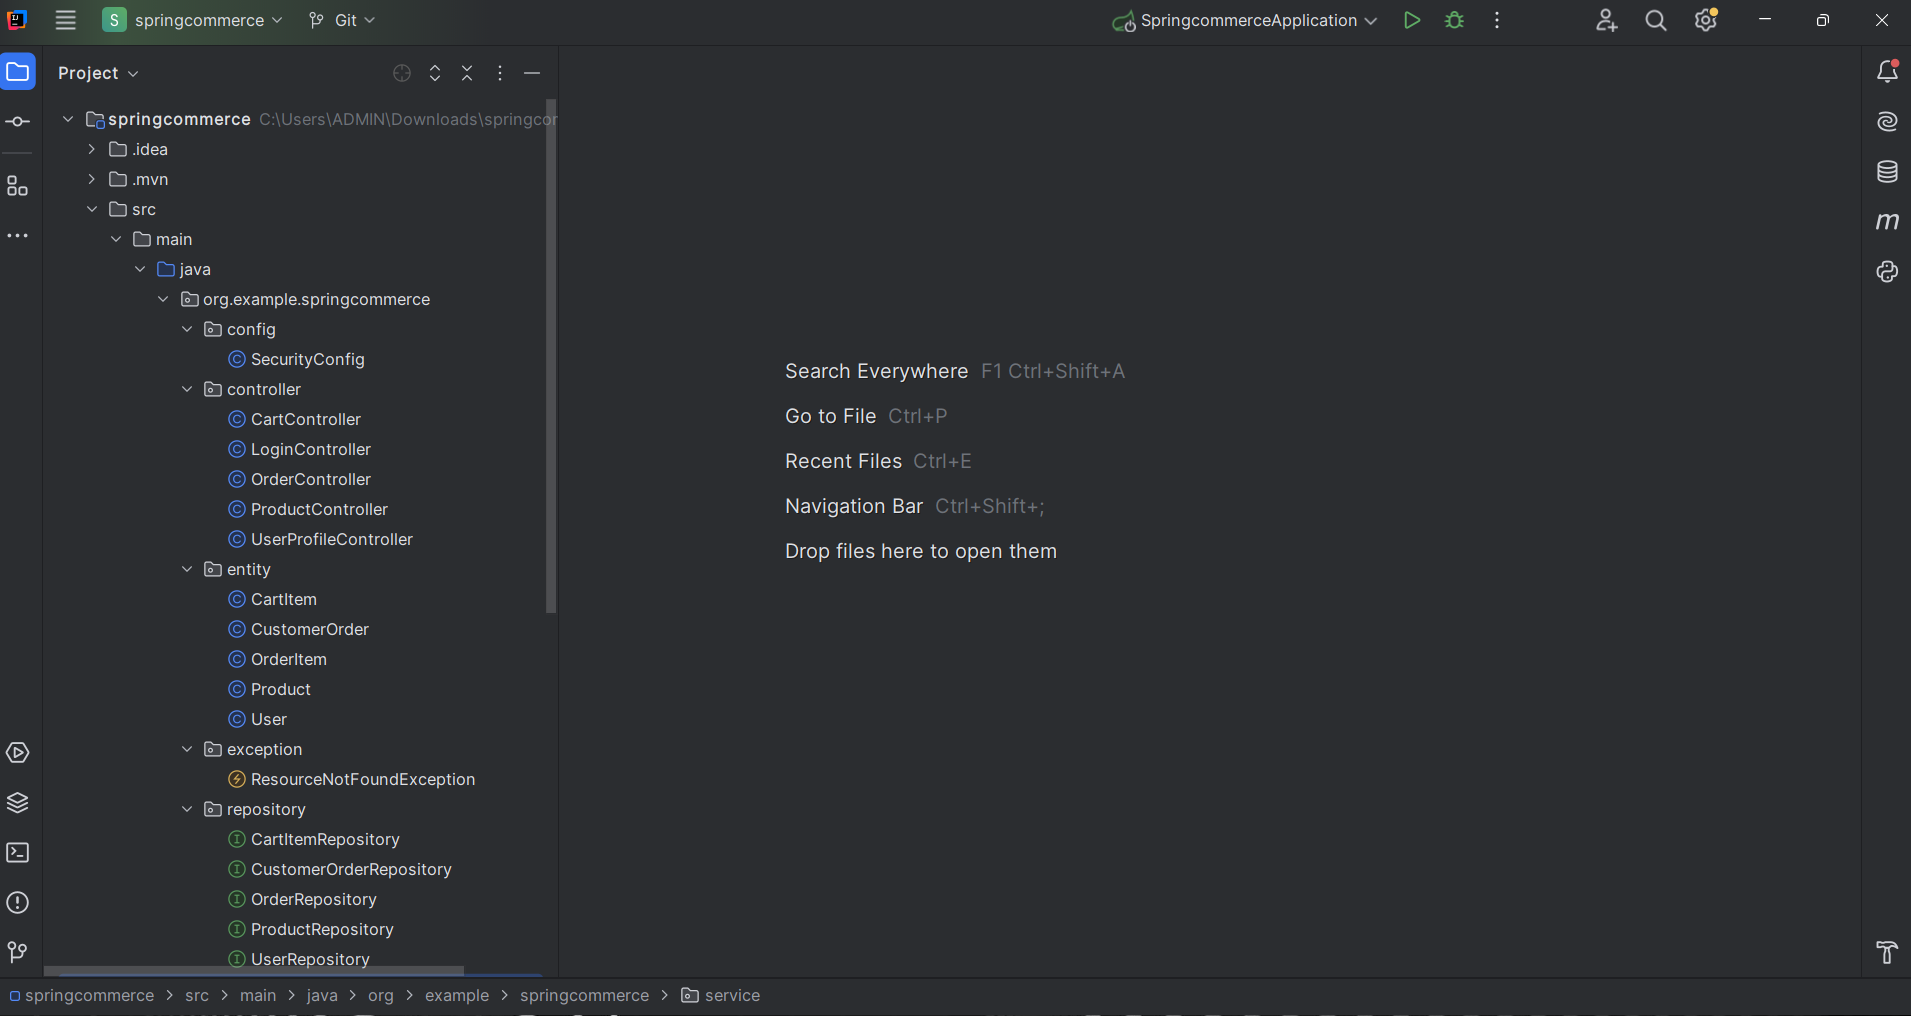 S springcommerce Git SpringcommerceApplication
Project
springcommerce C:\Users\ADMIN\Downloads\springcor
.idea
.mvn
src
main
java
org.example.springcommerce
config
SecurityConfig
controller
CartController
LoginController
OrderController
ProductController
UserProfileController
entity
CartItem
CustomerOrder
OrderItem
Product
User
exception
ResourceNotFoundException
repository
CartItemRepository
CustomerOrderRepository
OrderRepository
ProductRepository
UserRepository
Search Everywhere F1 Ctrl+Shift+A
Go to File Ctrl+P
Recent Files Ctrl+E
Navigation Bar Ctrl+Shift+;
Drop files here to open them
springcommerce > src > main > java > org > example > springcommerce > service